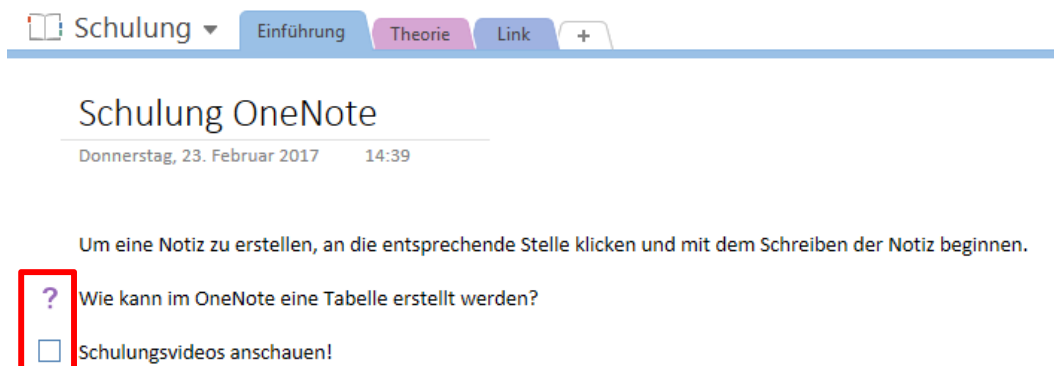 Schulung
Einführung Theorie Link +
Schulung OneNote
Donnerstag, 23. Februar 2017 14:39
Um eine Notiz zu erstellen, an die entsprechende Stelle klicken und mit dem Schreiben der Notiz beginnen.
? Wie kann im OneNote eine Tabelle erstellt werden?
Schulungsvideos anschauen!